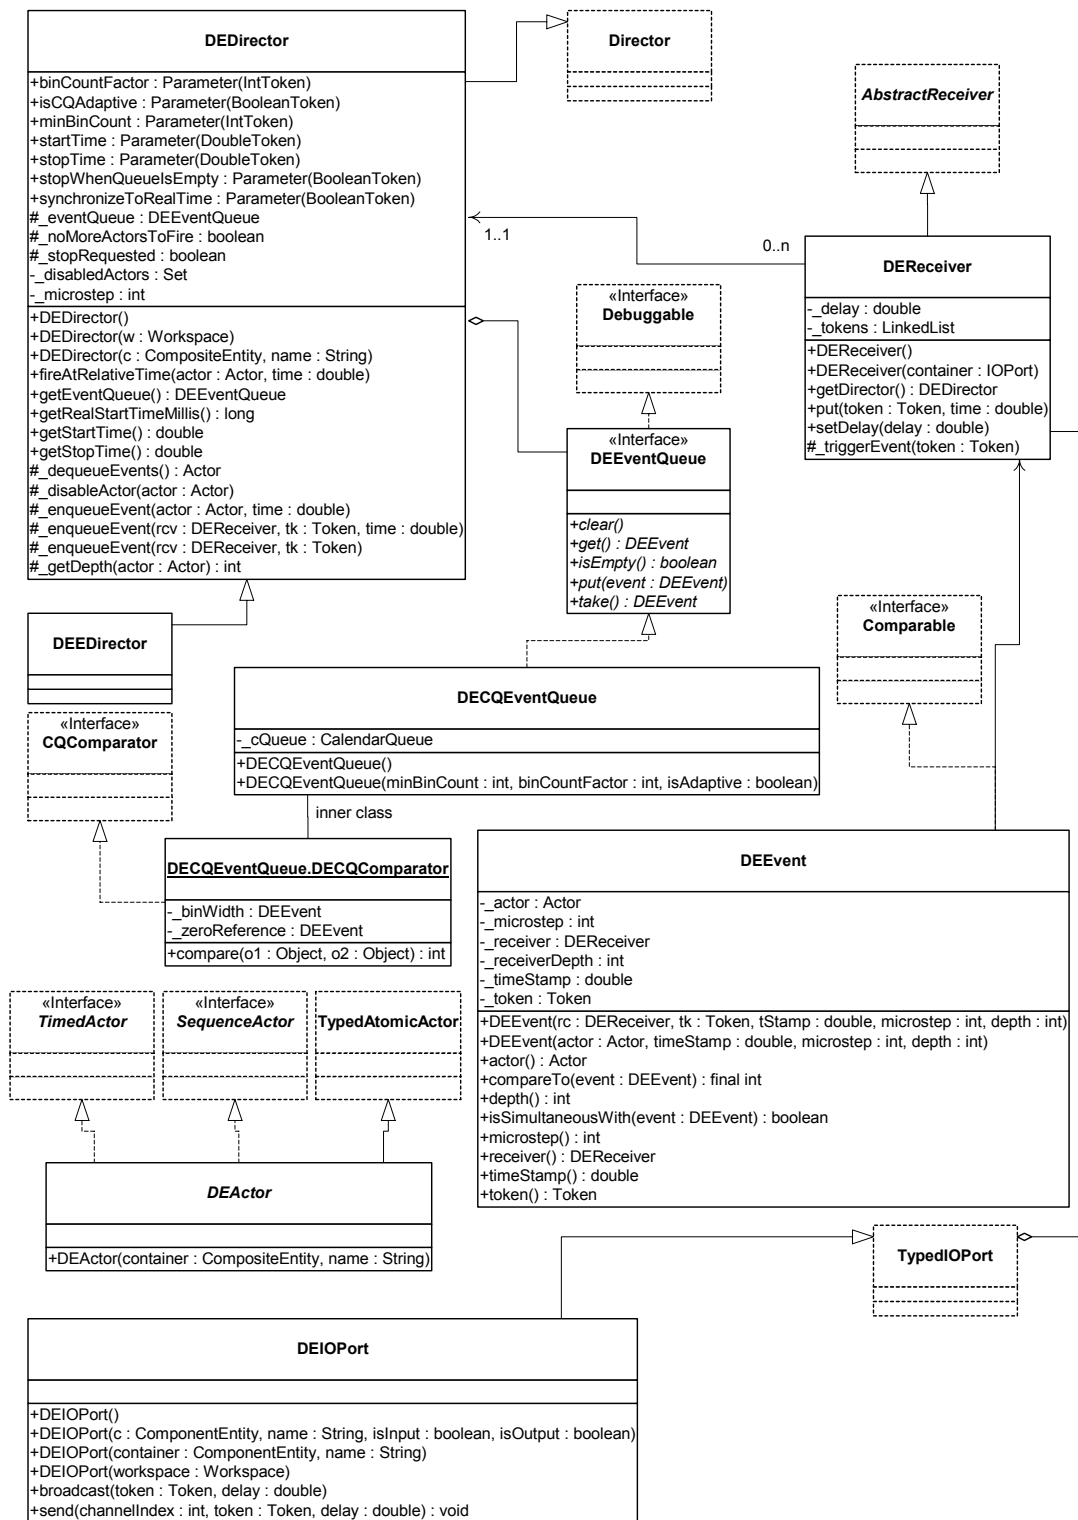 DEDirector
+binCountFactor : Parameter(IntToken)
+isCQAdaptive : Parameter(BooleanToken)
+minBinCount : Parameter(IntToken)
+startTime : Parameter(DoubleToken)
+stopTime : Parameter(DoubleToken)
+stopWhenQueueIsEmpty : Parameter(BooleanToken)
+synchronizeToRealTime : Parameter(BooleanToken)
#_eventQueue : DEEventQueue
#_noMoreActorsToFire : boolean
#_stopRequested : boolean
-_disabledActors : Set
-_microstep : int
+DEDirector()
+DEDirector(w : Workspace)
+DEDirector(c : CompositeEntity, name : String)
+fireAtRelativeTime(actor : Actor, time : double)
+getEventQueue() : DEEventQueue
+getRealStartTimeMillis() : long
+getStartTime() : double
+getStopTime() : double
#_dequeueEvents() : Actor
#_disableActor(actor : Actor)
#_enqueueEvent(actor : Actor, time : double)
#_enqueueEvent(rcv : DEReceiver, tk : Token, time : double)
#_enqueueEvent(rcv : DEReceiver, tk : Token)
#_getDepth(actor : Actor) : int
Director
AbstractReceiver
1..1
0..n
DEReceiver
-_delay : double
-_tokens : LinkedList
+DEReceiver()
+DEReceiver(container : IOPort)
+getDirector() : DEDirector
+put(token : Token, time : double)
+setDelay(delay : double)
#_triggerEvent(token : Token)
«Interface»
Debuggable
«Interface»
DEEventQueue
+clear()
+get() : DEEvent
+isEmpty() : boolean
+put(event : DEEvent)
+take() : DEEvent
DEEDirector
«Interface»
Comparable
DECQEventQueue
-_cQueue : CalendarQueue
+DECQEventQueue()
+DECQEventQueue(minBinCount : int, binCountFactor : int, isAdaptive : boolean)
«Interface»
CQComparator
inner class
DECQEventQueue.DECQComparator
-_binWidth : DEEvent
-_zeroReference : DEEvent
+compare(o1 : Object, o2 : Object) : int
DEEvent
-_actor : Actor
-_microstep : int
-_receiver : DEReceiver
-_receiverDepth : int
-_timeStamp : double
-_token : Token
+DEEvent(rc : DEReceiver, tk : Token, tStamp : double, microstep : int, depth : int)
+DEEvent(actor : Actor, timeStamp : double, microstep : int, depth : int)
+actor() : Actor
+compareTo(event : DEEvent) : final int
+depth() : int
+isSimultaneousWith(event : DEEvent) : boolean
+microstep() : int
+receiver() : DEReceiver
+timeStamp() : double
+token() : Token
«Interface»
TimedActor
«Interface»
SequenceActor
TypedAtomicActor
DEActor
+DEActor(container : CompositeEntity, name : String)
TypedIOPort
DEIOPort
+DEIOPort()
+DEIOPort(c : ComponentEntity, name : String, isInput : boolean, isOutput : boolean)
+DEIOPort(container : ComponentEntity, name : String)
+DEIOPort(workspace : Workspace)
+broadcast(token : Token, delay : double)
+send(channelIndex : int, token : Token, delay : double) : void